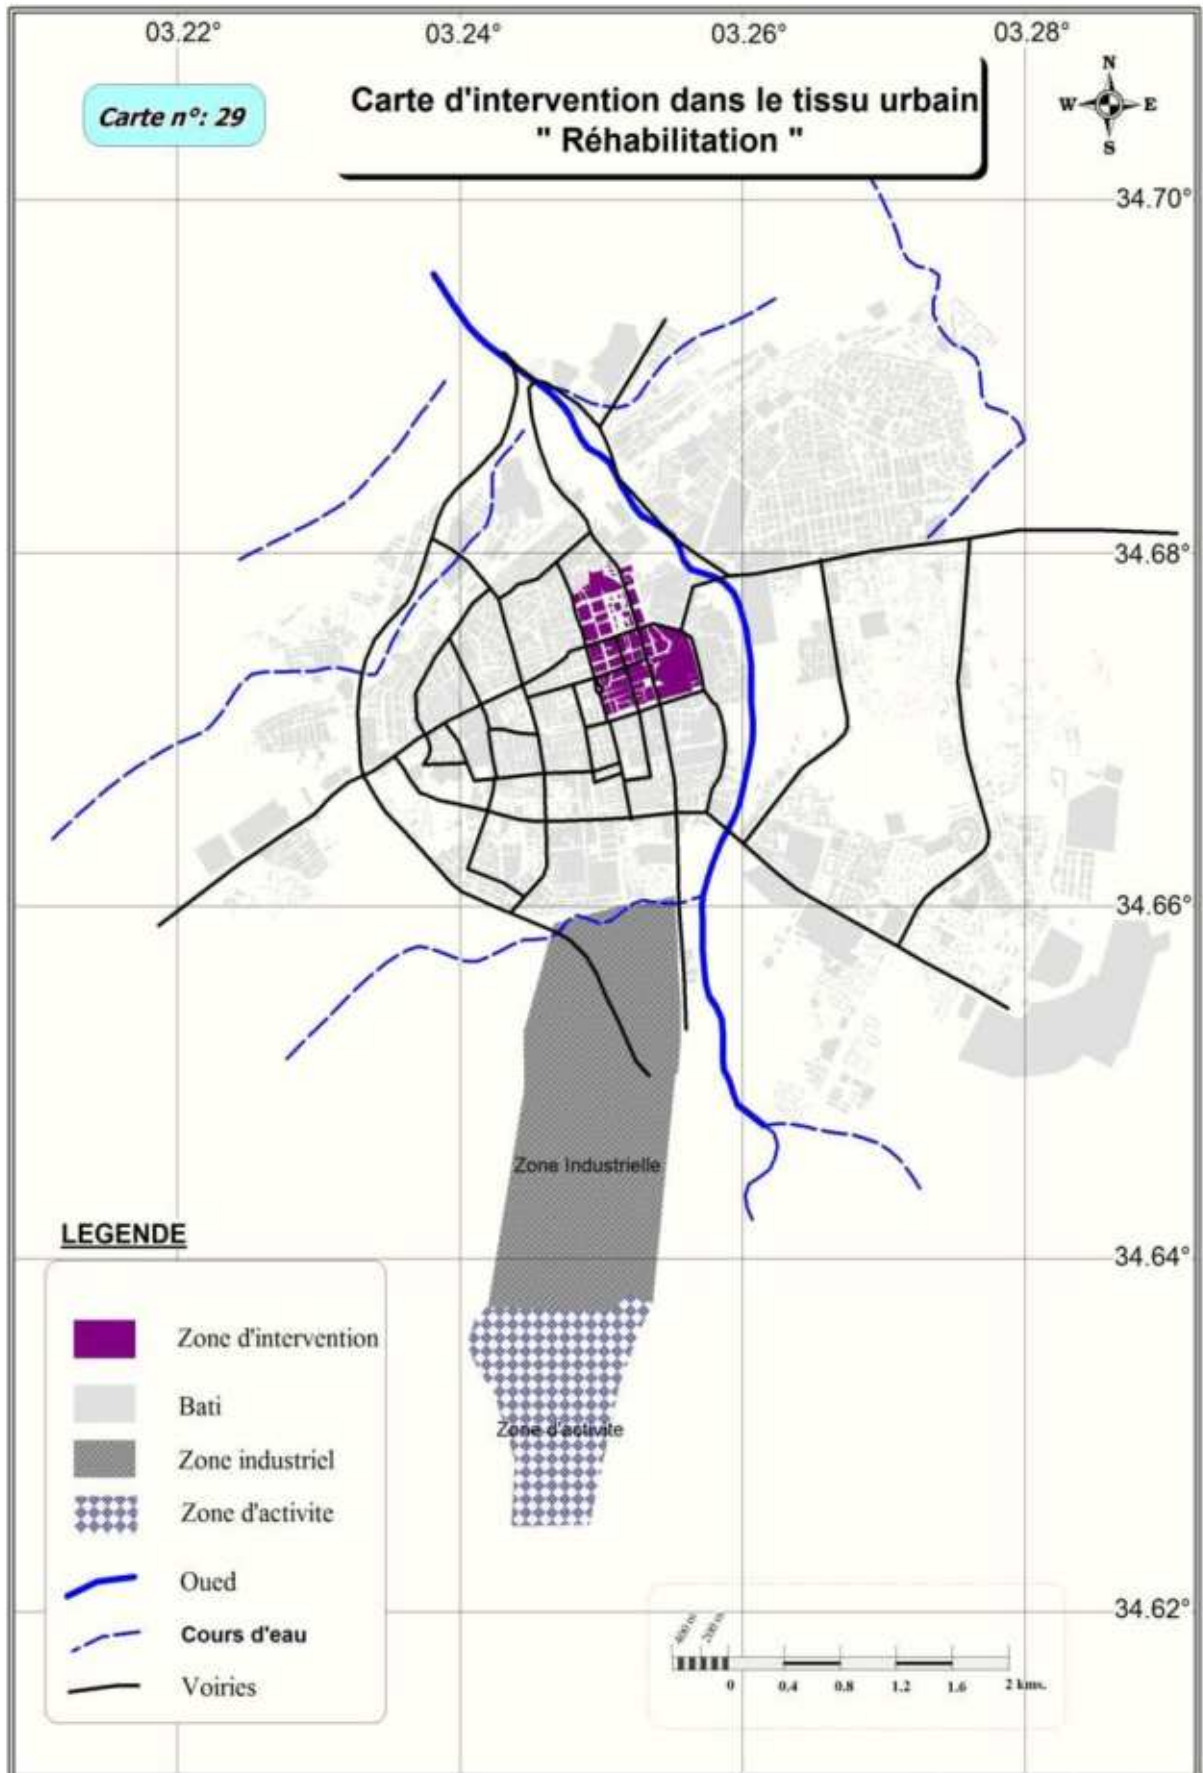 03.22°
03.24°
03.26°
03.28°
Carte n°: 29
Carte d'intervention dans le tissu urbain
" Réhabilitation "
N
W
E
S
34.70°
34.68°
34.66°
Zone Industrielle
34.64°
Zone d'activite
34.62°
LEGENDE
Zone d'intervention
Bati
Zone industriel
Zone d'activite
Oued
Cours d'eau
Voiries
400 m
200 m
0 0.4 0.8 1.2 1.6 2 kms.